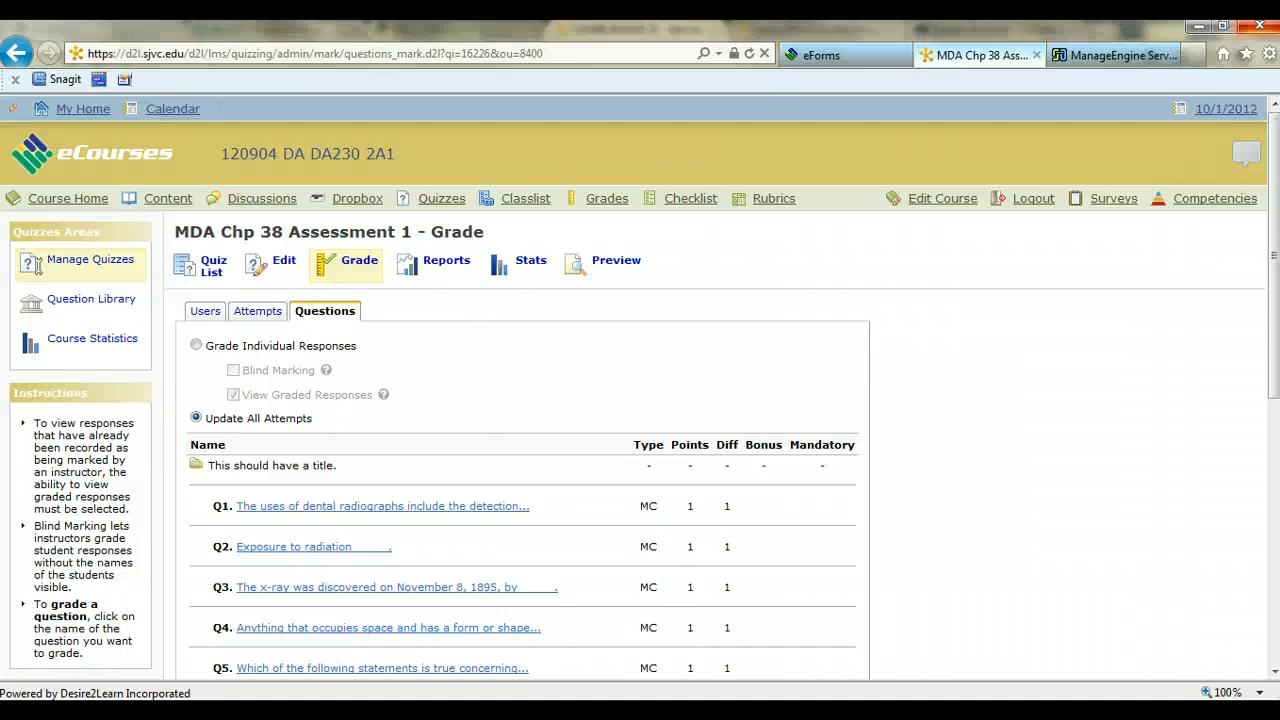 https://d2l.sjvc.edu/d2l/lms/quizzing/admin/mark/questions_mark.d2l?qi=16226&ou=8400
eForms
MDA Chp 38 Ass...
ManageEngine Serv...
Snagit
My Home
Calendar
10/1/2012
eCourses
120904 DA DA230 2A1
Course Home
Content
Discussions
Dropbox
Quizzes
Classlist
Grades
Checklist
Rubrics
Edit Course
Logout
Surveys
Competencies
Quizzes Areas
Manage Quizzes
Question Library
Course Statistics
Instructions
To view responses
that have already
been recorded as
being marked by
an instructor, the
ability to view
graded responses
must be selected.
Blind Marking lets
instructors grade
student responses
without the names
of the students
visible.
To grade a
question, click on
the name of the
question you want
to grade.
MDA Chp 38 Assessment 1 - Grade
Quiz
List
Edit
Grade
Reports
Stats
Preview
Users
Attempts
Questions
Grade Individual Responses
Blind Marking
View Graded Responses
Update All Attempts
Name Type Points Diff Bonus Mandatory
This should have a title. - - - - -
Q1. The uses of dental radiographs include the detection... MC 1 1
Q2. Exposure to radiation ______. MC 1 1
Q3. The x-ray was discovered on November 8, 1895, by ______. MC 1 1
Q4. Anything that occupies space and has a form or shape... MC 1 1
Q5. Which of the following statements is true concerning... MC 1 1
Powered by Desire2Learn Incorporated
100%